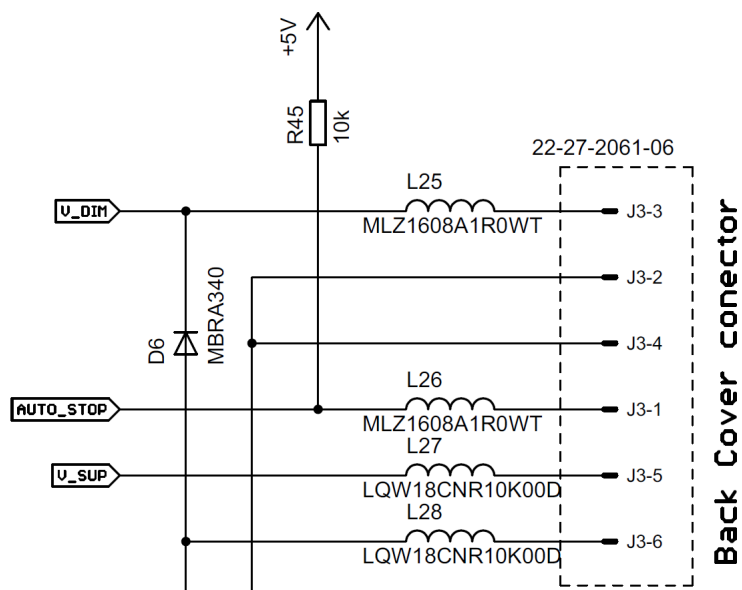 +5V
R45
10k
22-27-2061-06
V_DIM
L25
MLZ1608A1R0WT
J3-3
J3-2
D6
MBRA340
J3-4
AUTO_STOP
L26
MLZ1608A1R0WT
J3-1
V_SUP
L27
LQW18CNR10K00D
J3-5
L28
LQW18CNR10K00D
J3-6
Back Cover conector